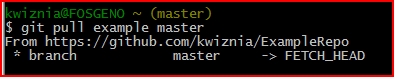 kwiznia@FOSGENO ~ (master)
$ git pull example master
From https://github.com/kwiznia/ExampleRepo
 * branch            master     -> FETCH_HEAD